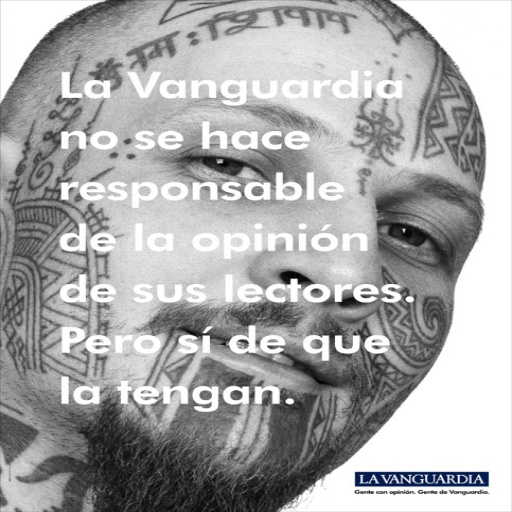 La Vanguardia
no se hace
responsable
de la opinión
de sus lectores.
Pero sí de que
la tengan.
LA VANGUARDIA
Gente con opinión. Gente de Vanguardia.